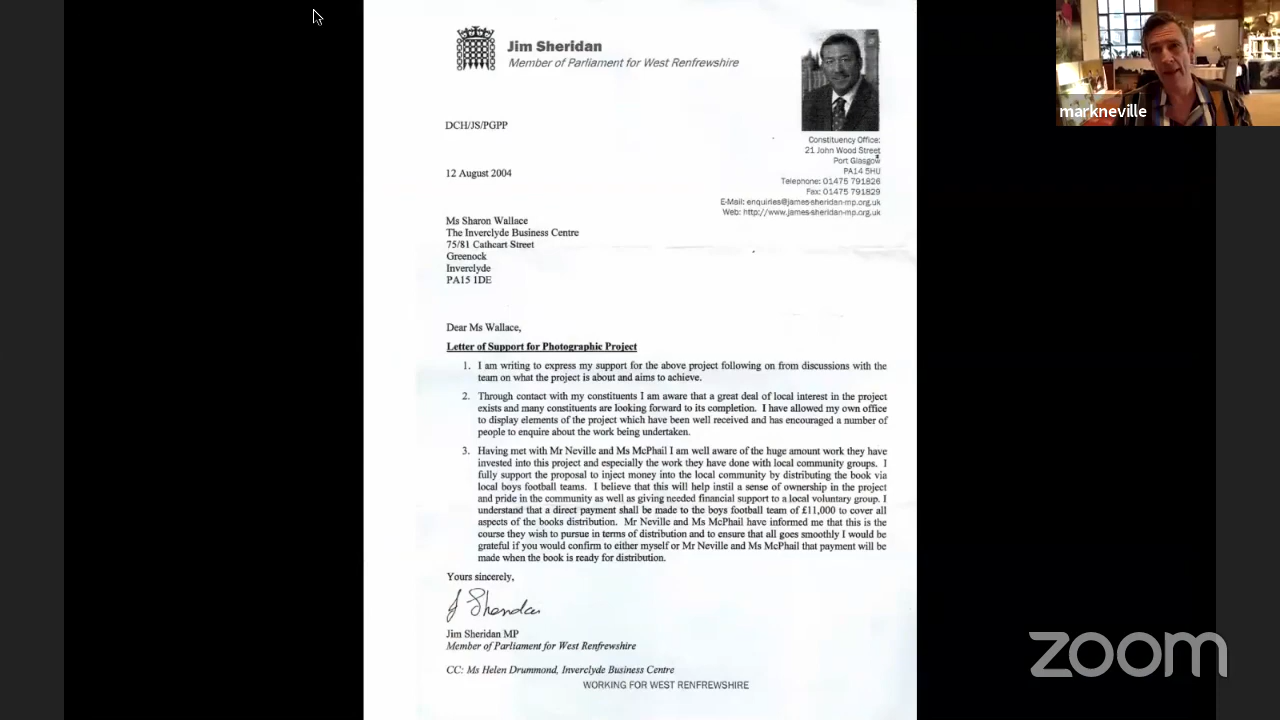 Jim Sheridan
Member of Parliament for West Renfrewshire
markneville
DCH/JS/PGPP
Constituency Office:
21 John Wood Street
Port Glasgow
PA14 5HU
Telephone: 01475 791826
Fax: 01475 791829
E-Mail: enquiries@james-sheridan-mp.org.uk
Web: http://www.james-sheridan-mp.org.uk
12 August 2004
Ms Sharon Wallace
The Inverclyde Business Centre
75/81 Cathcart Street
Greenock
Inverclyde
PA15 1DE
Dear Ms Wallace,
Letter of Support for Photographic Project
1. I am writing to express my support for the above project following on from discussions with the
team on what the project is about and aims to achieve.
2. Through contact with my constituents I am aware that a great deal of local interest in the project
exists and many constituents are looking forward to its completion. I have allowed my own office
to display elements of the project which have been well received and has encouraged a number of
people to enquire about the work being undertaken.
3. Having met with Mr Neville and Ms McPhail I am well aware of the huge amount work they have
invested into this project and especially the work they have done with local community groups. I
fully support the proposal to inject money into the local community by distributing the book via
local boys football teams. I believe that this will help instil a sense of ownership in the project
and pride in the community as well as giving needed financial support to a local voluntary group. I
understand that a direct payment shall be made to the boys football team of £11,000 to cover all
aspects of the books distribution. Mr Neville and Ms McPhail have informed me that this is the
course they wish to pursue in terms of distribution and to ensure that all goes smoothly I would be
grateful if you would confirm to either myself or Mr Neville and Ms McPhail that payment will be
made when the book is ready for distribution.
Yours sincerely,
J Sheridan
Jim Sheridan MP
Member of Parliament for West Renfrewshire
CC: Ms Helen Drummond, Inverclyde Business Centre
WORKING FOR WEST RENFREWSHIRE
zoom